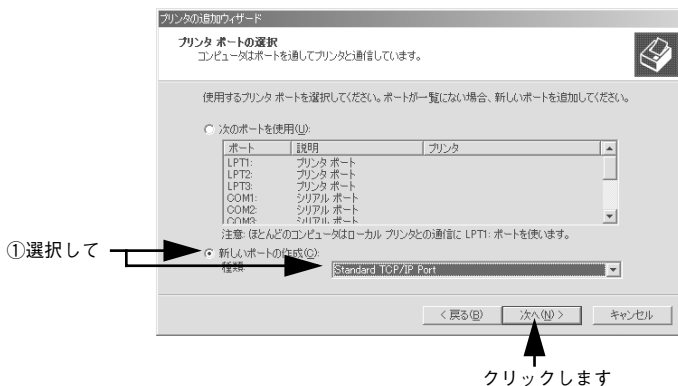 プリンタの追加ウィザード
プリンタ ポートの選択
コンピュータはポートを通してプリンタと通信しています。
使用するプリンタ ポートを選択してください。ポートが一覧にない場合、新しいポートを追加してください。
次のポートを使用(U):
ポート 説明 プリンタ
LPT1: プリンタ ポート
LPT2: プリンタ ポート
LPT3: プリンタ ポート
COM1: シリアル ポート
COM2: シリアル ポート
COM3: シリアル ポート
注意: ほとんどのコンピュータはローカル プリンタとの通信に LPT1: ポートを使います。
①選択して
新しいポートの作成(C):
種類: Standard TCP/IP Port
< 戻る(B) 次へ(N) > キャンセル
クリックします